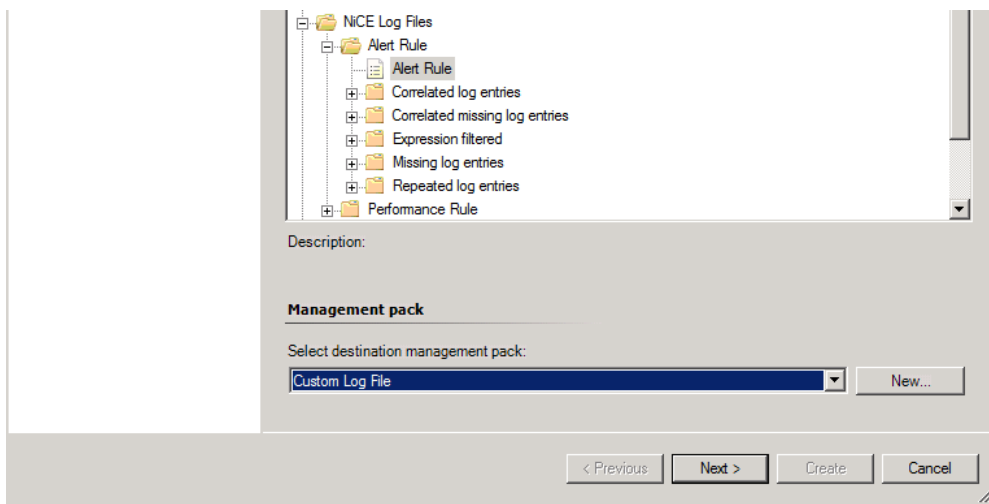 NiCE Log Files
Alert Rule
Alert Rule
Correlated log entries
Correlated missing log entries
Expression filtered
Missing log entries
Repeated log entries
Performance Rule
Description:
Management pack
Select destination management pack:
Custom Log File
New...
< Previous Next > Create Cancel